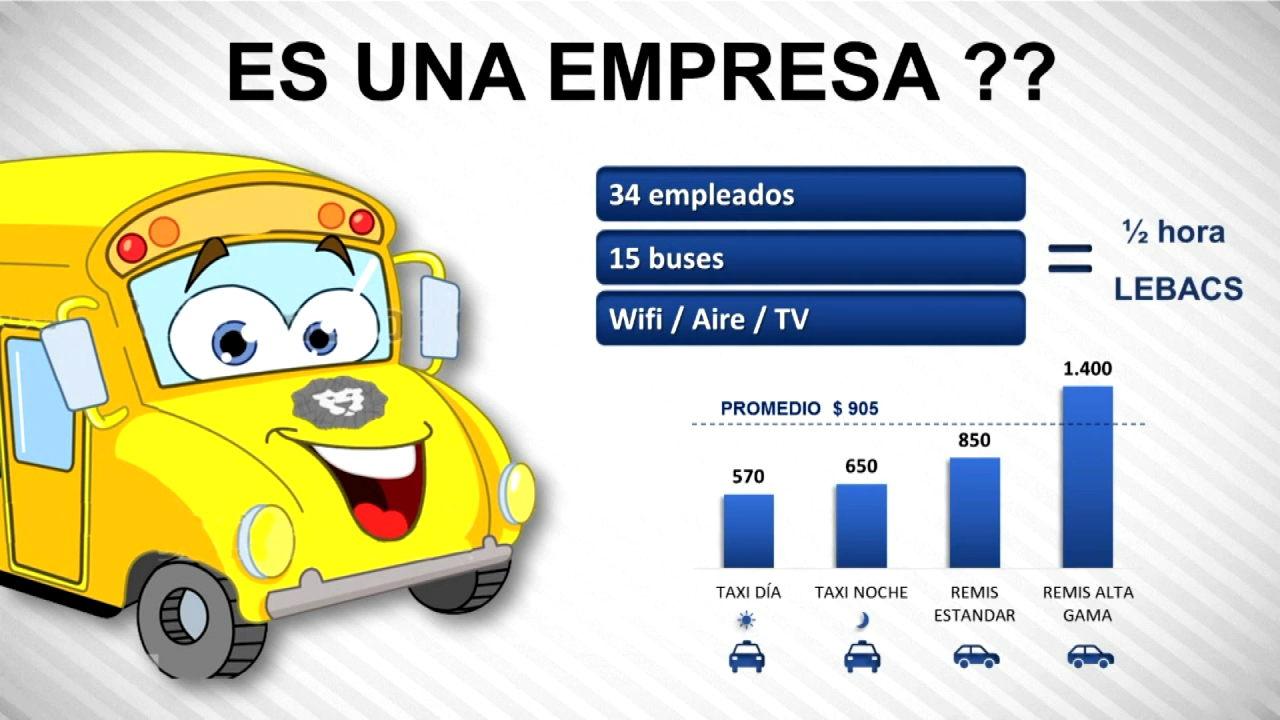 ES UNA EMPRESA ??
34 empleados
15 buses
Wifi / Aire / TV
=
½ hora
LEBACS
PROMEDIO $ 905
570
650
850
1.400
TAXI DÍA
TAXI NOCHE
REMIS
ESTANDAR
REMIS ALTA
GAMA